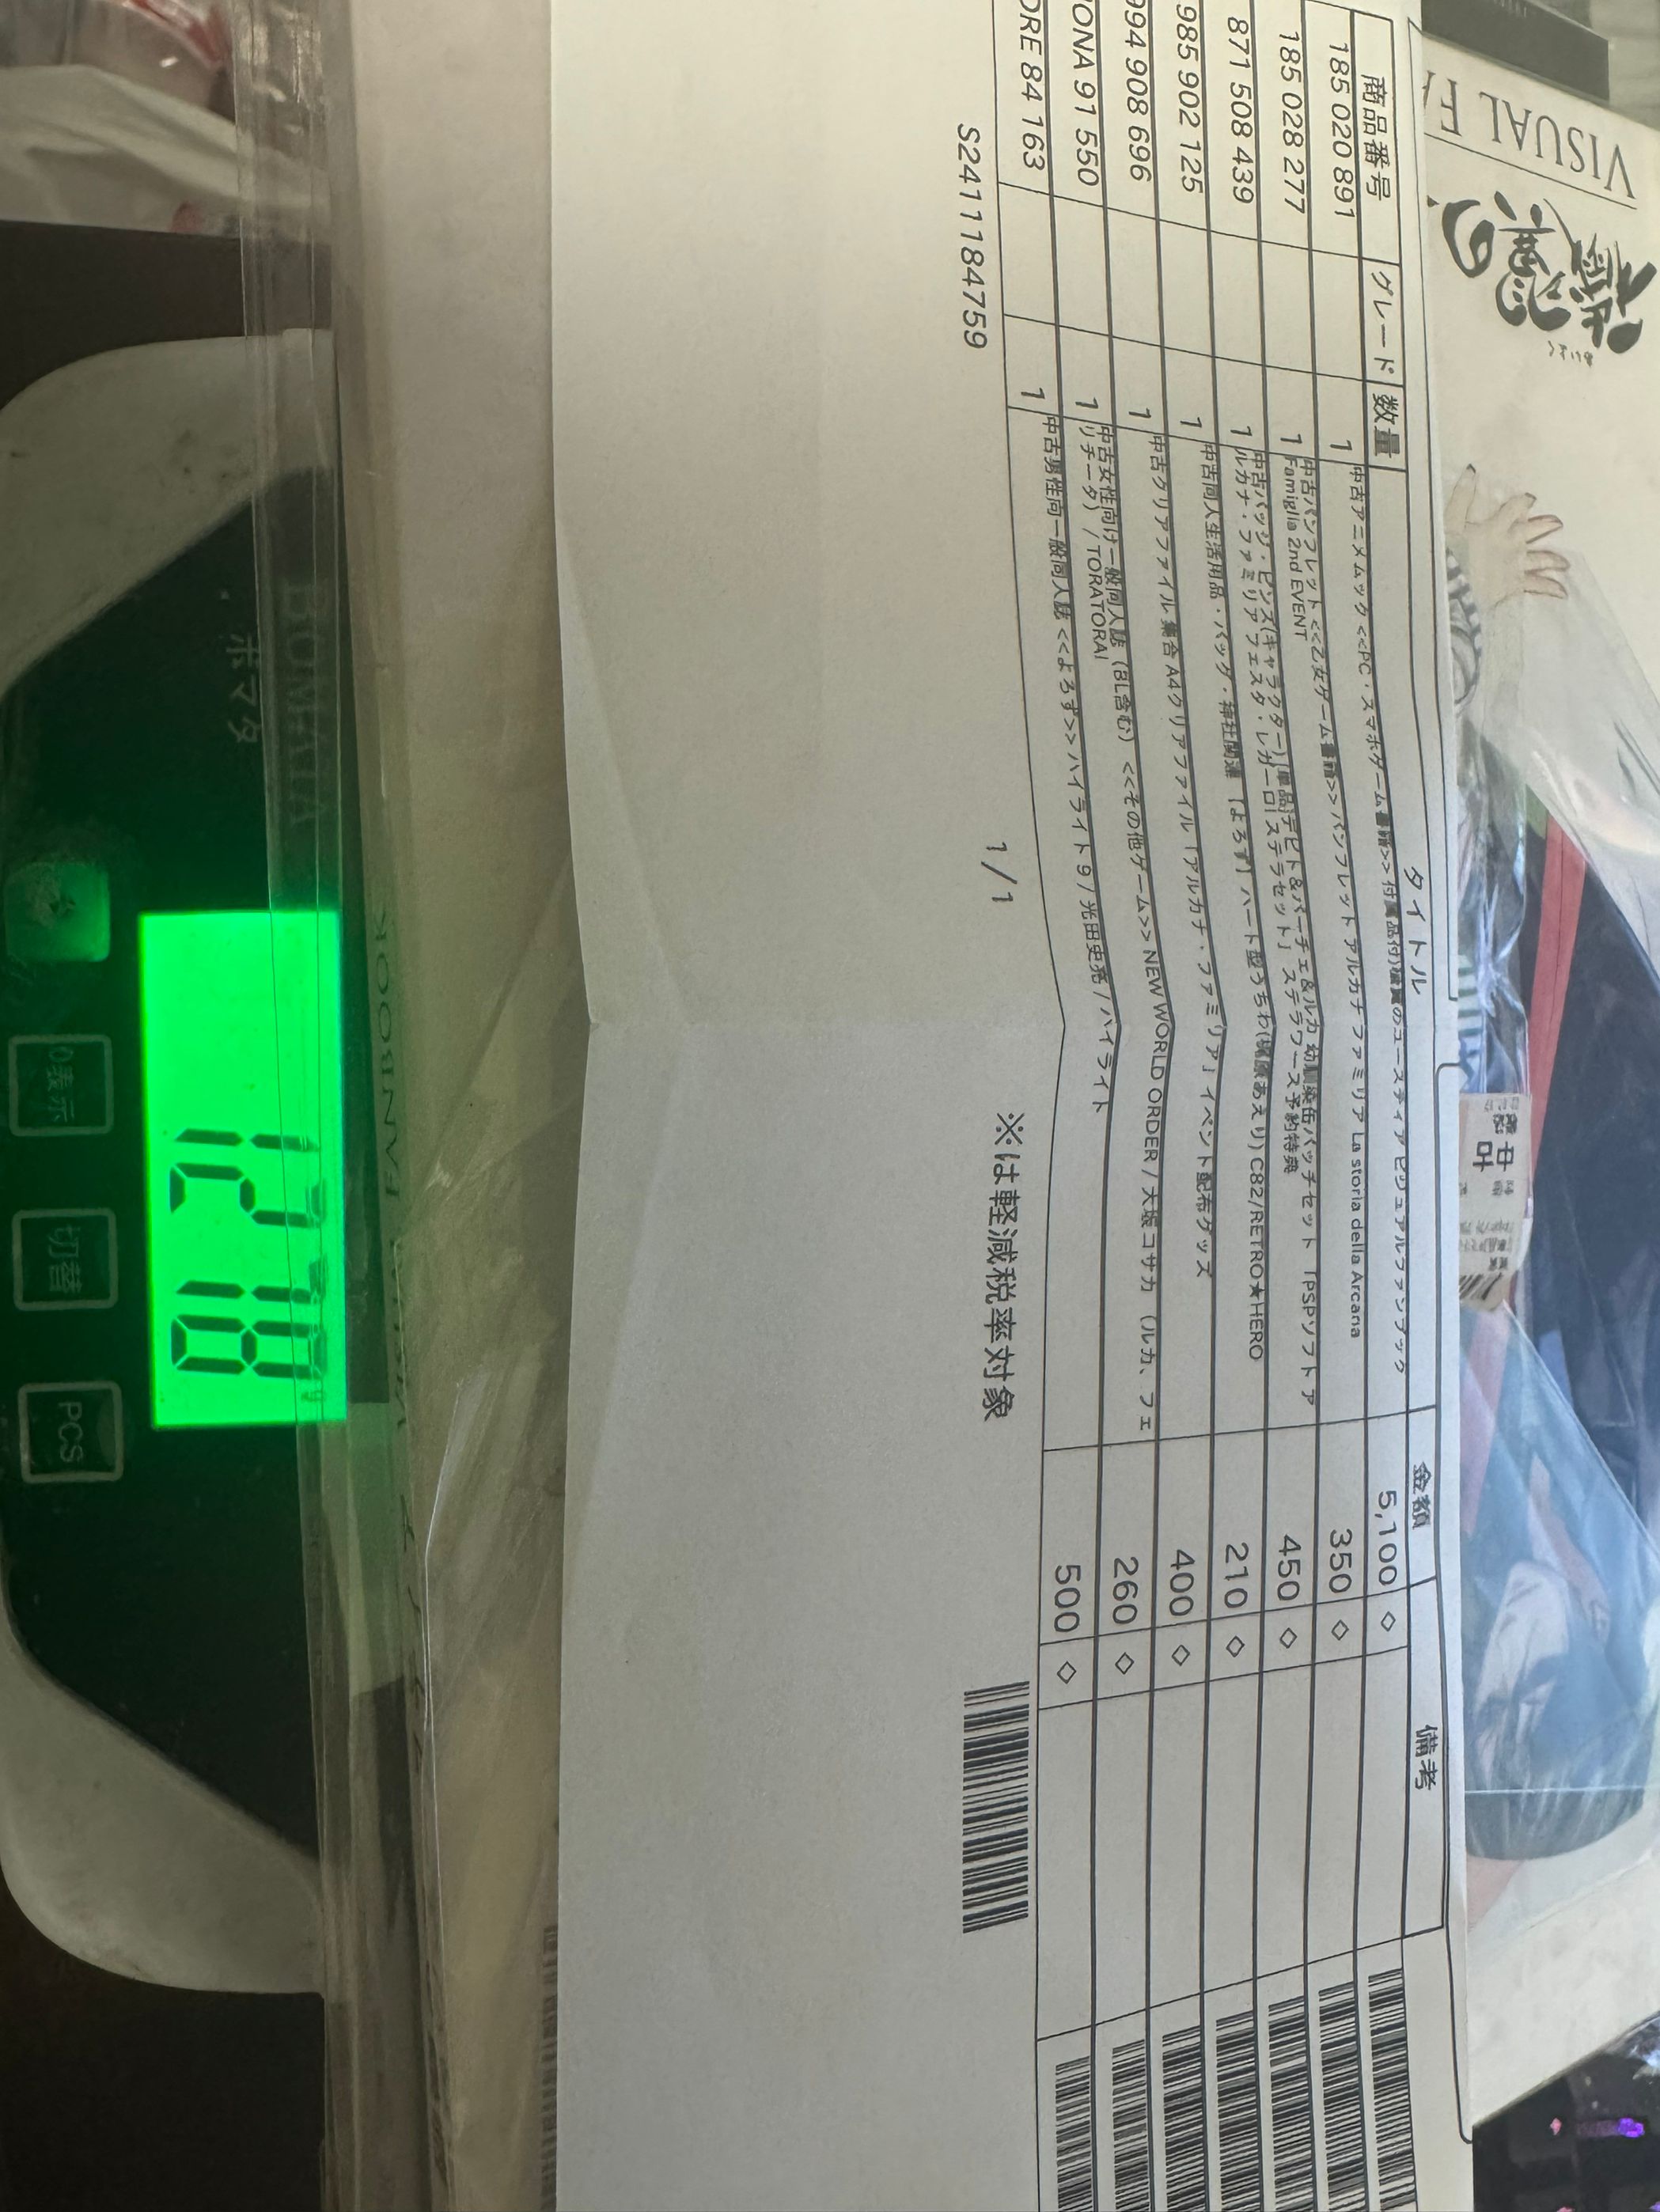 VISUAL FA
穢翼の
商品番号 グレード 数量 タイトル 金額 備考
185 020 891 1 中古アニメムック <<PC・スマホゲーム書籍>> 付属品付)穢翼のユースティア ビジュアルファンブック 5,100 ◇
185 028 277 1 中古パンフレット <<乙女ゲーム書籍>> パンフレット アルカナ ファミリア La storia della Arcana
Famiglia 2nd EVENT 350 ◇
871 508 439 1 中古バッジ・ピンズ(キャラクター) [単品]デビト&パーチェ&ルカ 幼馴染缶バッチセット 「PSPソフト ア
ルカナ・ファミリア フェスタ・レガーロ! ステラセット」 ステラワース予約特典 450 ◇
985 902 125 1 中古同人生活用品・バッグ・神社関連 【よろず】 ハート型うちわ(梶原あえり) C82/RETRO★HERO 210 ◇
994 908 696 1 中古クリアファイル 集合 A4クリアファイル 「アルカナ・ファミリア」 イベント配布グッズ 400 ◇
ONA 91 550 1 中古女性向け一般同人誌 (BL含む) <<その他ゲーム>> NEW WORLD ORDER / 大坂コサカ (ルカ、フェ
リチータ) / TORATORA! 260 ◇
ORE 84 163 1 中古男性向一般同人誌 <<よろず>> ハイライト 9 / 光田史亮 / ハイライト 500 ◇
S2411184759
1/1
※は軽減税率対象
中古
BOMATA
ボマタ
1218
g
0表示
切替
PCS